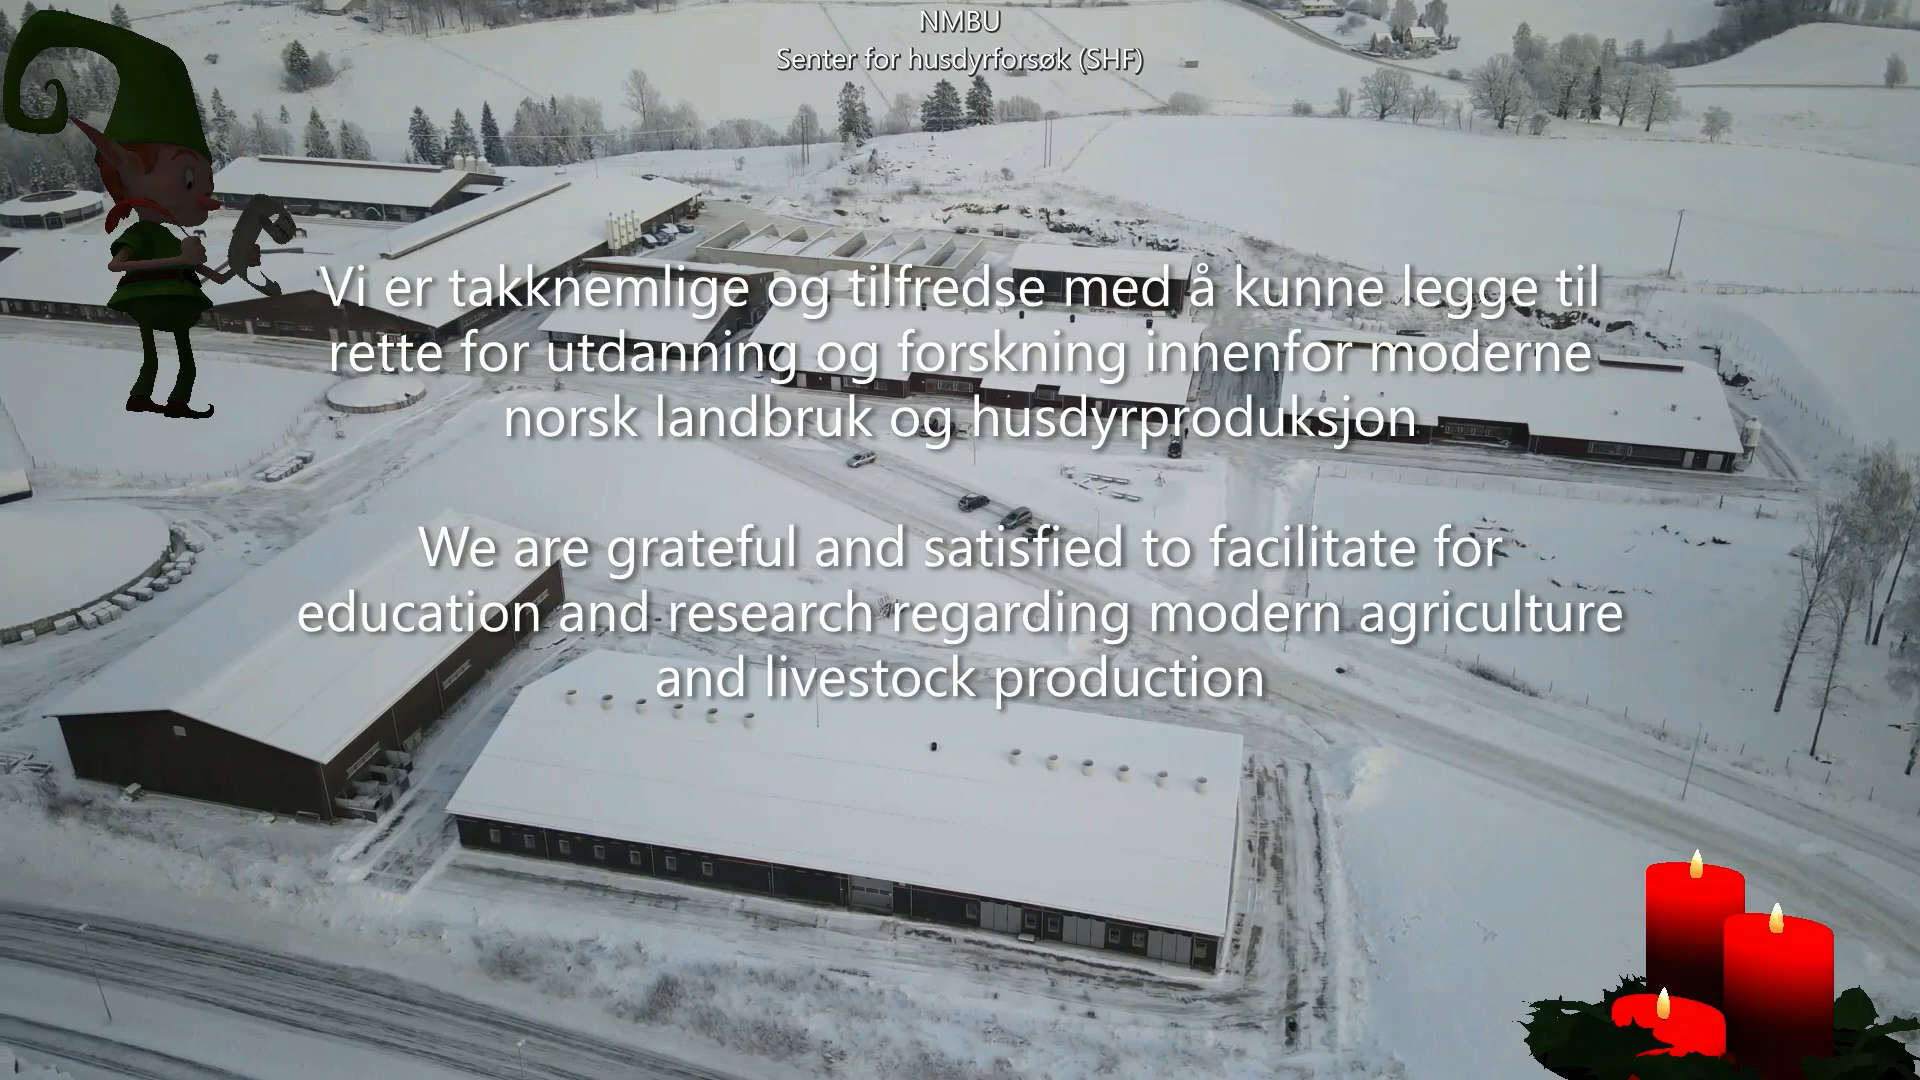 NMBU
Senter for husdyrforsøk (SHF)
Vi er takknemlige og tilfredse med å kunne legge til
rette for utdanning og forskning innenfor moderne
norsk landbruk og husdyrproduksjon
We are grateful and satisfied to facilitate for
education and research regarding modern agriculture
and livestock production